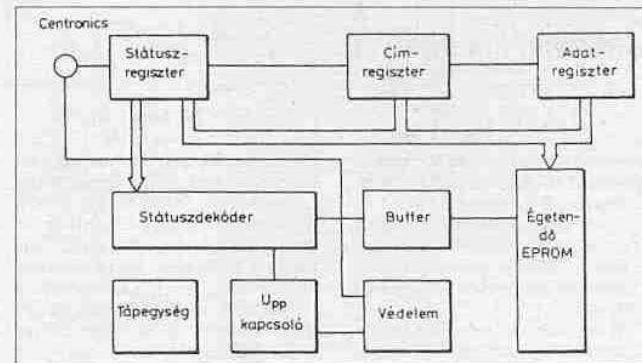 Centronics
Státusz-
regiszter
Cím-
regiszter
Adat-
regiszter
Státuszdekóder
Buffer
Égeten-
dő
EPROM
Tápegység
Upp
kapcsoló
Védelem